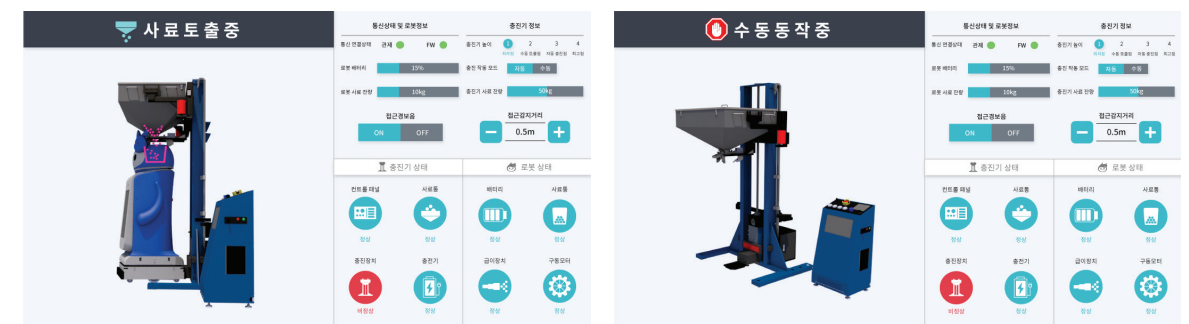 사료토출중
통신상태 및 로봇정보
충진기 정보
통신 연결상태 관제 FW
충진기 높이 1 2 3 4
로봇 배터리 15%
충진 작동 모드 자동 수동
로봇 사료 잔량 10kg
충진기 사료 잔량 50kg
접근경보음
접근감지거리
ON OFF
0.5m
충진기 상태
로봇 상태
컨트롤 패널 사료통 배터리 사료통
정상 정상 정상 정상
충진장치 충전기 급이장치 구동모터
비정상 정상 정상 정상
수동동작중
통신상태 및 로봇정보
충진기 정보
통신 연결상태 관제 FW
충진기 높이 1 2 3 4
로봇 배터리 15%
충진 작동 모드 자동 수동
로봇 사료 잔량 10kg
충진기 사료 잔량 50kg
접근경보음
접근감지거리
ON OFF
0.5m
충진기 상태
로봇 상태
컨트롤 패널 사료통 배터리 사료통
정상 정상 정상 정상
충진장치 충전기 급이장치 구동모터
비정상 정상 정상 정상